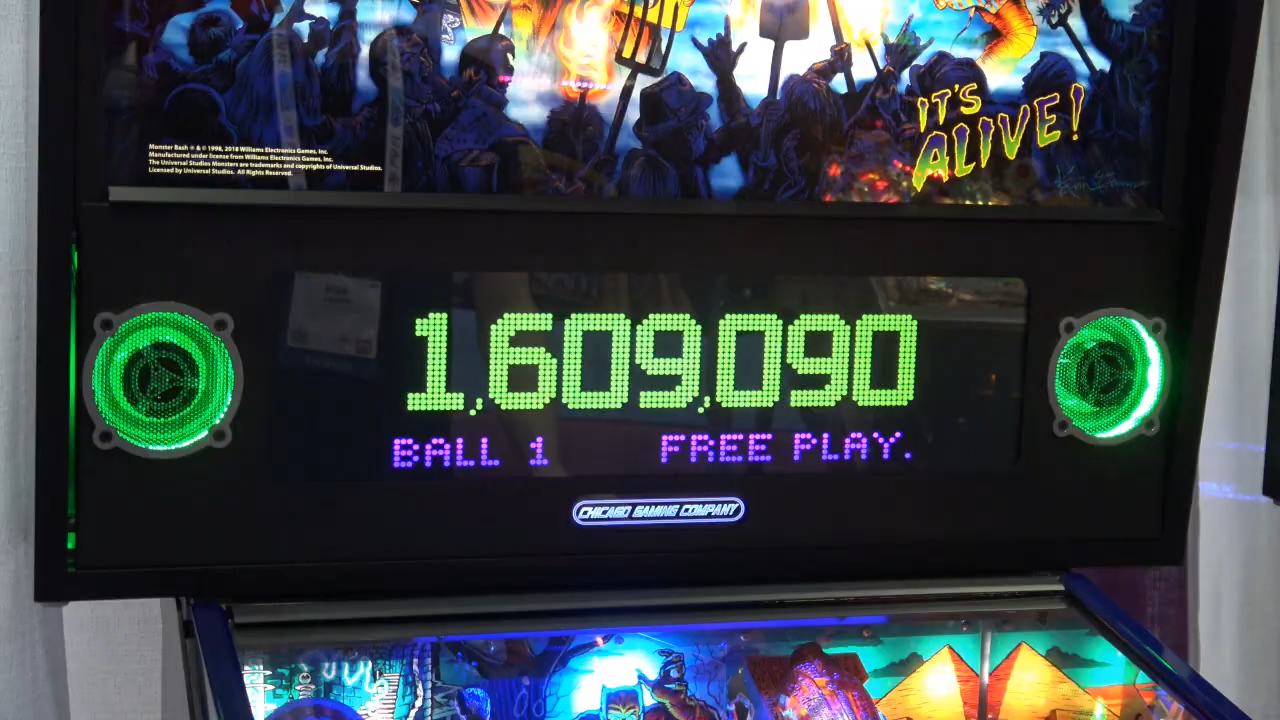 IT'S
ALIVE!
Monster Bash ® & © 1998, 2018 Williams Electronics Games, Inc.
Manufactured under license from Williams Electronics Games, Inc.
The Universal Studios Monsters are trademarks and copyrights of Universal Studios.
Licensed by Universal Studios. All Rights Reserved.
1,609,090
BALL 1 FREE PLAY.
CHICAGO GAMING COMPANY